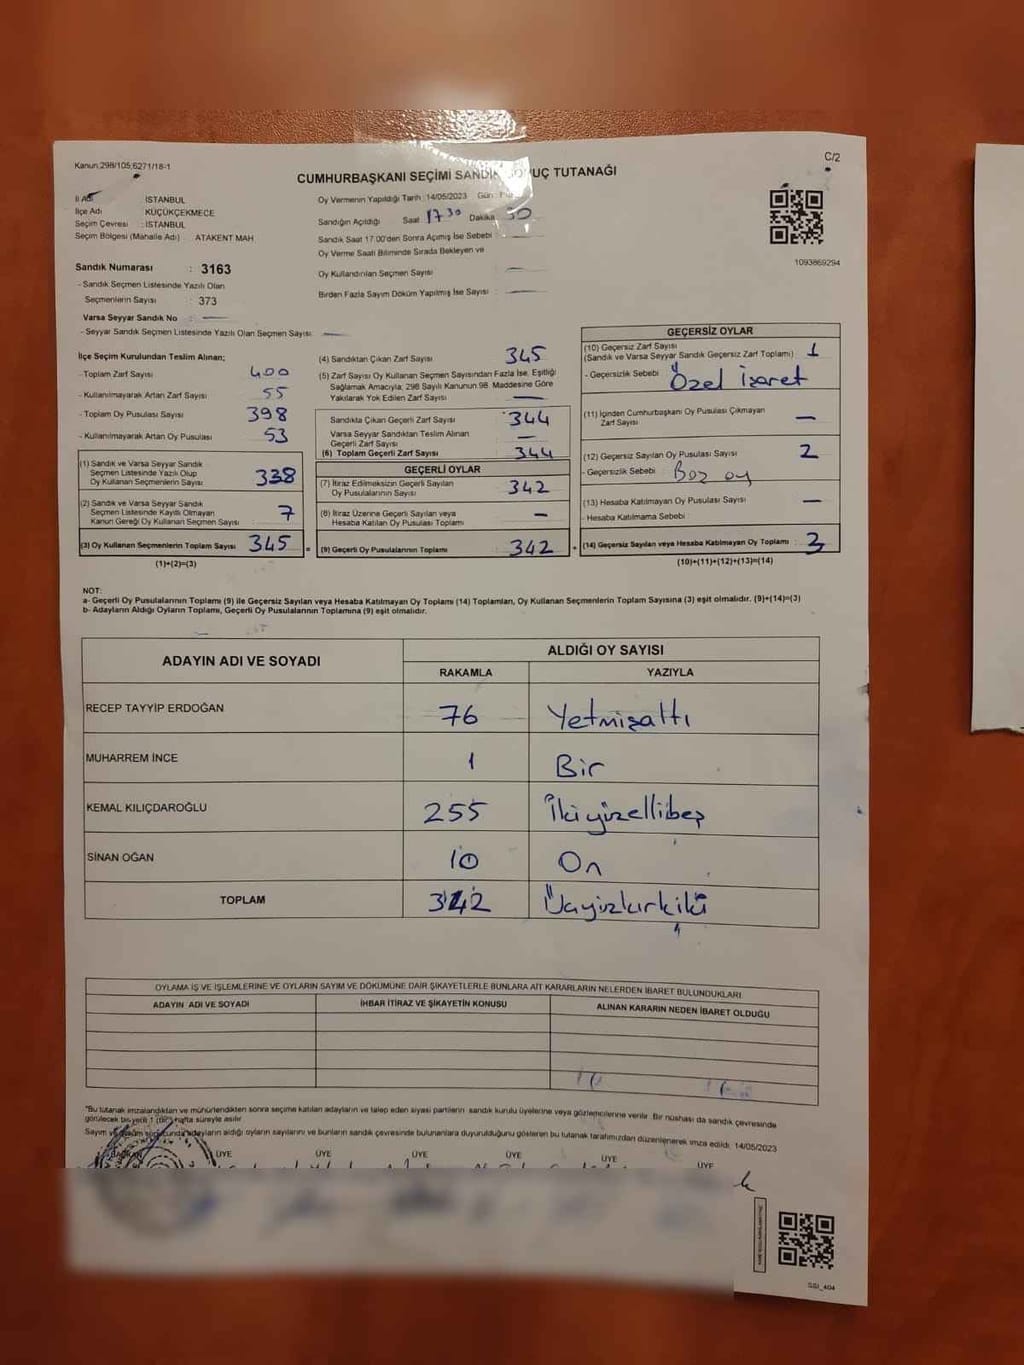 Kanun;298/105;6271/18-1
C/2
CUMHURBAŞKANI SEÇİMİ SANDIK UÇ TUTANAĞI
İl Adı İSTANBUL
İlçe Adı KÜÇÜKÇEKMECE
Seçim Çevresi : İSTANBUL
Seçim Bölgesi (Mahalle Adı) ATAKENT MAH
Oy Vermenin Yapıldığı Tarih : 14/05/2023 Gün :
Sandığın Açıldığı Saat 1730 Dakika 30
Sandık Saat 17:00'den Sonra Açımış İse Sebebi :
Oy Verme Saati Bitiminde Sırada Bekleyen ve
Oy Kullandırılan Seçmen Sayısı
Birden Fazla Sayım Döküm Yapılmış İse Sayısı :
1093869294
Sandık Numarası : 3163
- Sandık Seçmen Listesinde Yazılı Olan
Seçmenlerin Sayısı : 373
Varsa Seyyar Sandık No :
- Seyyar Sandık Seçmen Listesinde Yazılı Olan Seçmen Sayısı:
İlçe Seçim Kurulundan Teslim Alınan;
- Toplam Zarf Sayısı 400
- Kullanılmayarak Artan Zarf Sayısı 55
- Toplam Oy Pusulası Sayısı 398
- Kullanılmayarak Artan Oy Pusulası 53
(1) Sandık ve Varsa Seyyar Sandık
Seçmen Listesinde Yazılı Olup
Oy Kullanan Seçmenlerin Sayısı 338
(2) Sandık ve Varsa Seyyar Sandık
Seçmen Listesinde Kayıtlı Olmayan
Kanun Gereği Oy Kullanan Seçmen Sayısı 7
(3) Oy Kullanan Seçmenlerin Toplam Sayısı 345
(1)+(2)=(3)
(4) Sandıktan Çıkan Zarf Sayısı 345
(5) Zarf Sayısı Oy Kullanan Seçmen Sayısından Fazla İse, Eşitliği
Sağlamak Amacıyla; 298 Sayılı Kanunun 98. Maddesine Göre
Yakılarak Yok Edilen Zarf Sayısı
Sandıkta Çıkan Geçerli Zarf Sayısı 344
Varsa Seyyar Sandıktan Teslim Alınan
Geçerli Zarf Sayısı -
(6) Toplam Geçerli Zarf Sayısı 344
GEÇERLİ OYLAR
(7) İtiraz Edilmeksizin Geçerli Sayılan
Oy Pusulalarının Sayısı 342
(8) İtiraz Üzerine Geçerli Sayılan veya
Hesaba Katılan Oy Pusulası Toplamı -
= (9) Geçerli Oy Pusulalarının Toplamı 342
GEÇERSİZ OYLAR
(10) Geçersiz Zarf Sayısı
(Sandık ve Varsa Seyyar Sandık Geçersiz Zarf Toplamı) 1
- Geçersizlik Sebebi : Özel İşaret
(11) İçinden Cumhurbaşkanı Oy Pusulası Çıkmayan
Zarf Sayısı -
(12) Geçersiz Sayılan Oy Pusulası Sayısı 2
- Geçersizlik Sebebi : Boz oy
(13) Hesaba Katılmayan Oy Pusulası Sayısı -
- Hesaba Katılmama Sebebi
+ (14) Geçersiz Sayılan veya Hesaba Katılmayan Oy Toplamı : 3
(10)+(11)+(12)+(13)=(14)
NOT:
a- Geçerli Oy Pusulalarının Toplamı (9) ile Geçersiz Sayılan veya Hesaba Katılmayan Oy Toplamı (14) Toplamları, Oy Kullanan Seçmenlerin Toplam Sayısına (3) eşit olmalıdır. (9)+(14)=(3)
b- Adayların Aldığı Oyların Toplamı, Geçerli Oy Pusulalarının Toplamına (9) eşit olmalıdır.
ADAYIN ADI VE SOYADI ALDIĞI OY SAYISI
RAKAMLA YAZIYLA
RECEP TAYYİP ERDOĞAN 76 Yetmişaltı
MUHARREM İNCE 1 Bir
KEMAL KILIÇDAROĞLU 255 İkiyüzellibeş
SİNAN OĞAN 10 On
TOPLAM 342 Üçyüzkırkiki
OYLAMA İŞ VE İŞLEMLERİNE VE OYLARIN SAYIM VE DÖKÜMÜNE DAİR ŞİKAYETLERLE BUNLARA AİT KARARLARIN NELERDEN İBARET BULUNDUKLARI
ADAYIN ADI VE SOYADI İHBAR İTİRAZ VE ŞİKAYETİN KONUSU ALINAN KARARIN NEDEN İBARET OLDUĞU
"Bu tutanak imzalandıktan ve mühürlendikten sonra seçime katılan adayların ve talep eden siyasi partilerin sandık kurulu üyelerine veya gözlemcilerine verilir. Bir nüshası da sandık çevresinde
görülecek bir yere 1 (bir) hafta süreyle asılır.
Sayım ve döküm sonucunda adayların aldığı oyların sayılarını ve bunların sandık çevresinde bulunanlara duyurulduğunu gösteren bu tutanak tarafımızdan düzenlenerek imza edildi. 14/05/2023
BAŞKAN ÜYE ÜYE ÜYE ÜYE ÜYE ÜYE
SSI_404